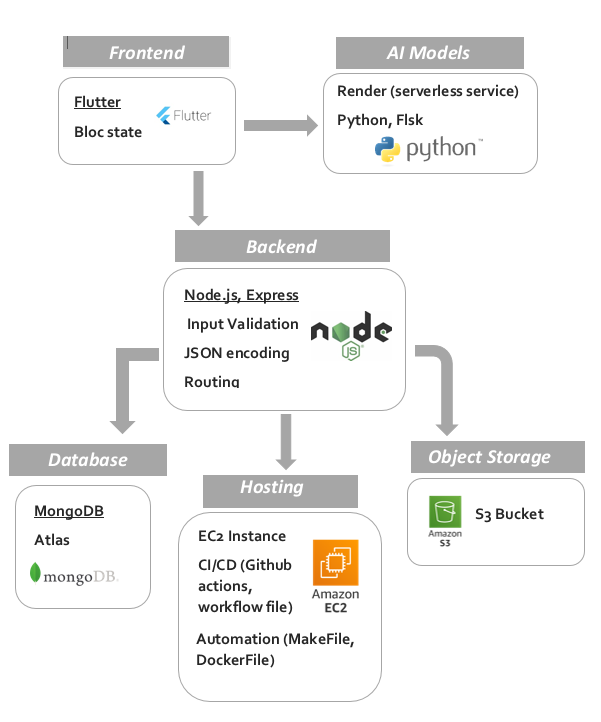 Frontend
Flutter
Bloc state
Flutter
AI Models
Render (serverless service)
Python, Flsk
python™
Backend
Node.js, Express
Input Validation
JSON encoding
Routing
node
JS®
Database
MongoDB
Atlas
mongoDB.
Hosting
EC2 Instance
CI/CD (Github
actions,
workflow file)
Amazon
EC2
Automation (MakeFile,
DockerFile)
Object Storage
S3 Bucket
Amazon
S3